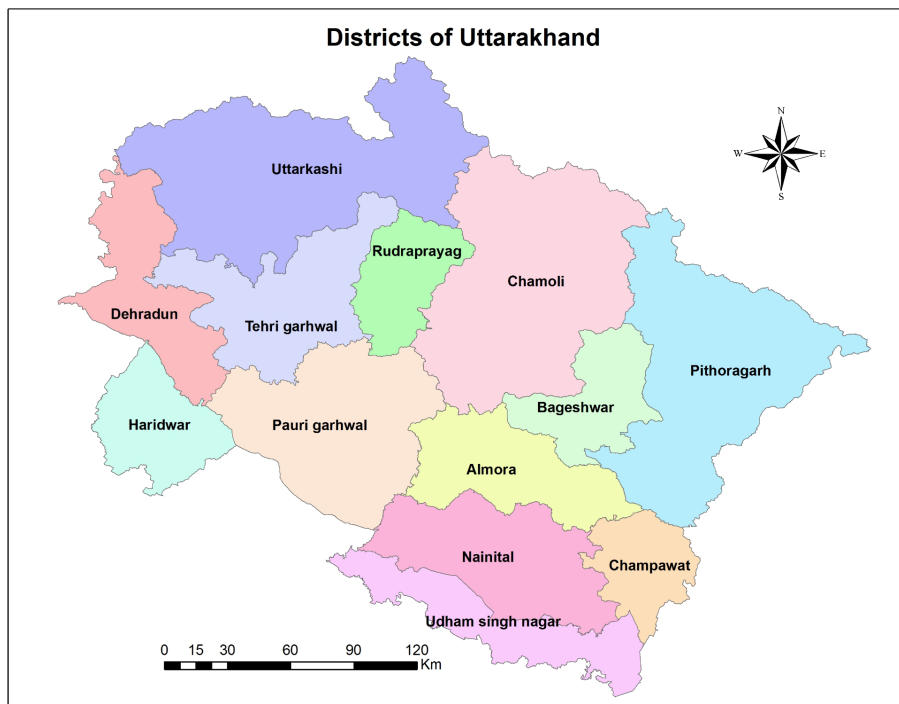 Districts of Uttarakhand
N
W E
S
Uttarkashi
Rudraprayag
Chamoli
Dehradun
Tehri garhwal
Pithoragarh
Haridwar
Pauri garhwal
Bageshwar
Almora
Nainital
Champawat
Udham singh nagar
0 15 30 60 90 120
Km